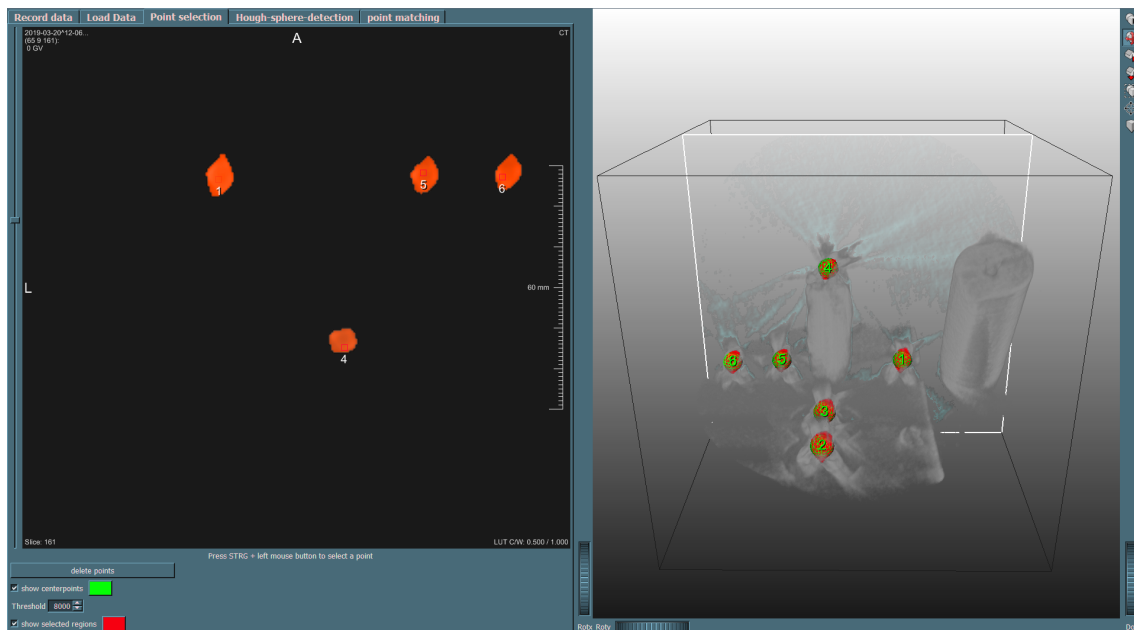 Record data Load Data Point selection Hough-sphere-detection point matching
2019-03-20^12-06...
(65 9 161):
0 GV
A
CT
1
5
6
L
60 mm
4
Slice: 161
LUT C/W: 0.500 / 1.000
Press STRG + left mouse button to select a point
delete points
show centerpoints
Threshold 8000
show selected regions
4
6
5
1
3
2
Rotx Roty
Do